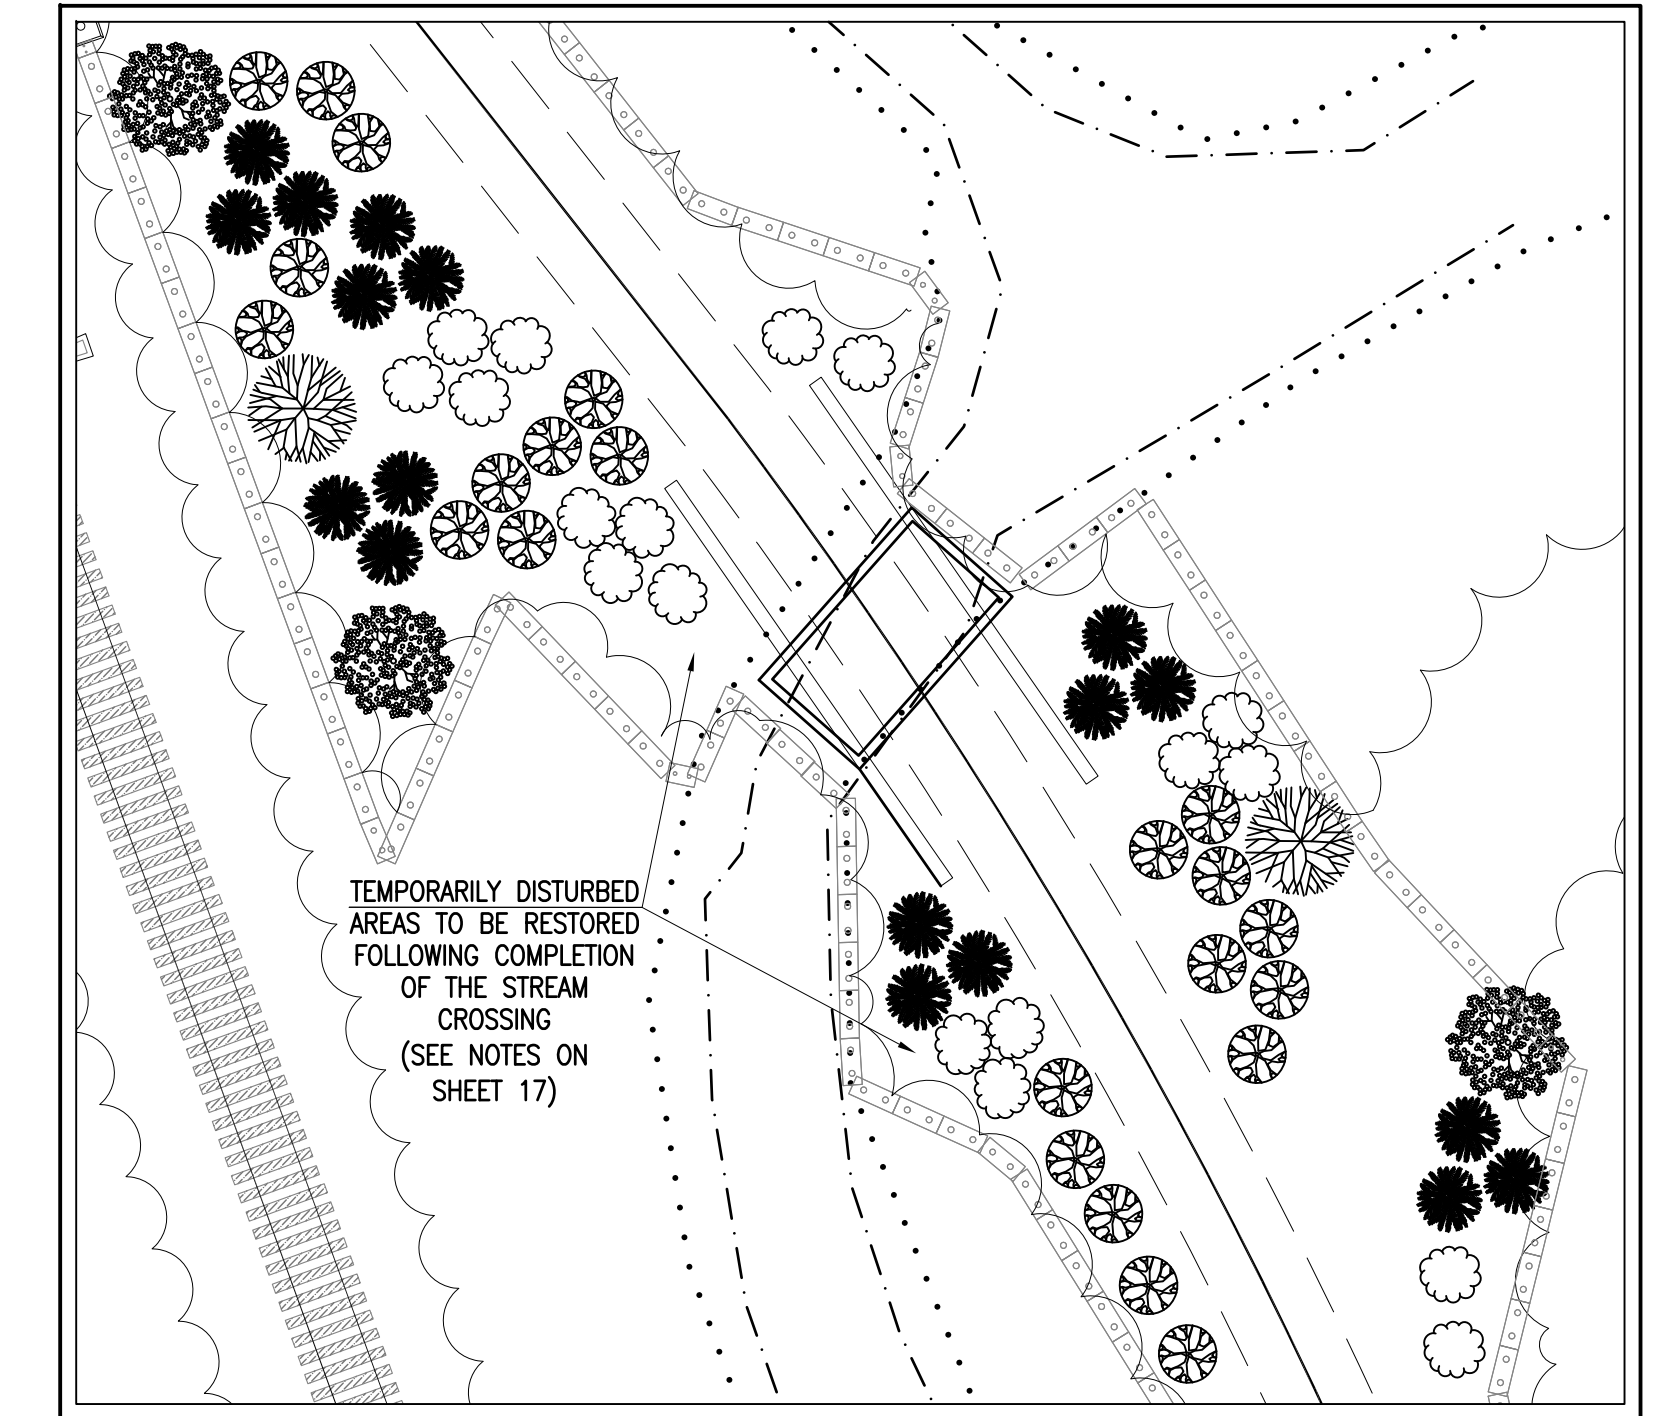 TEMPORARILY DISTURBED
AREAS TO BE RESTORED
FOLLOWING COMPLETION
OF THE STREAM
CROSSING
(SEE NOTES ON
SHEET 17)